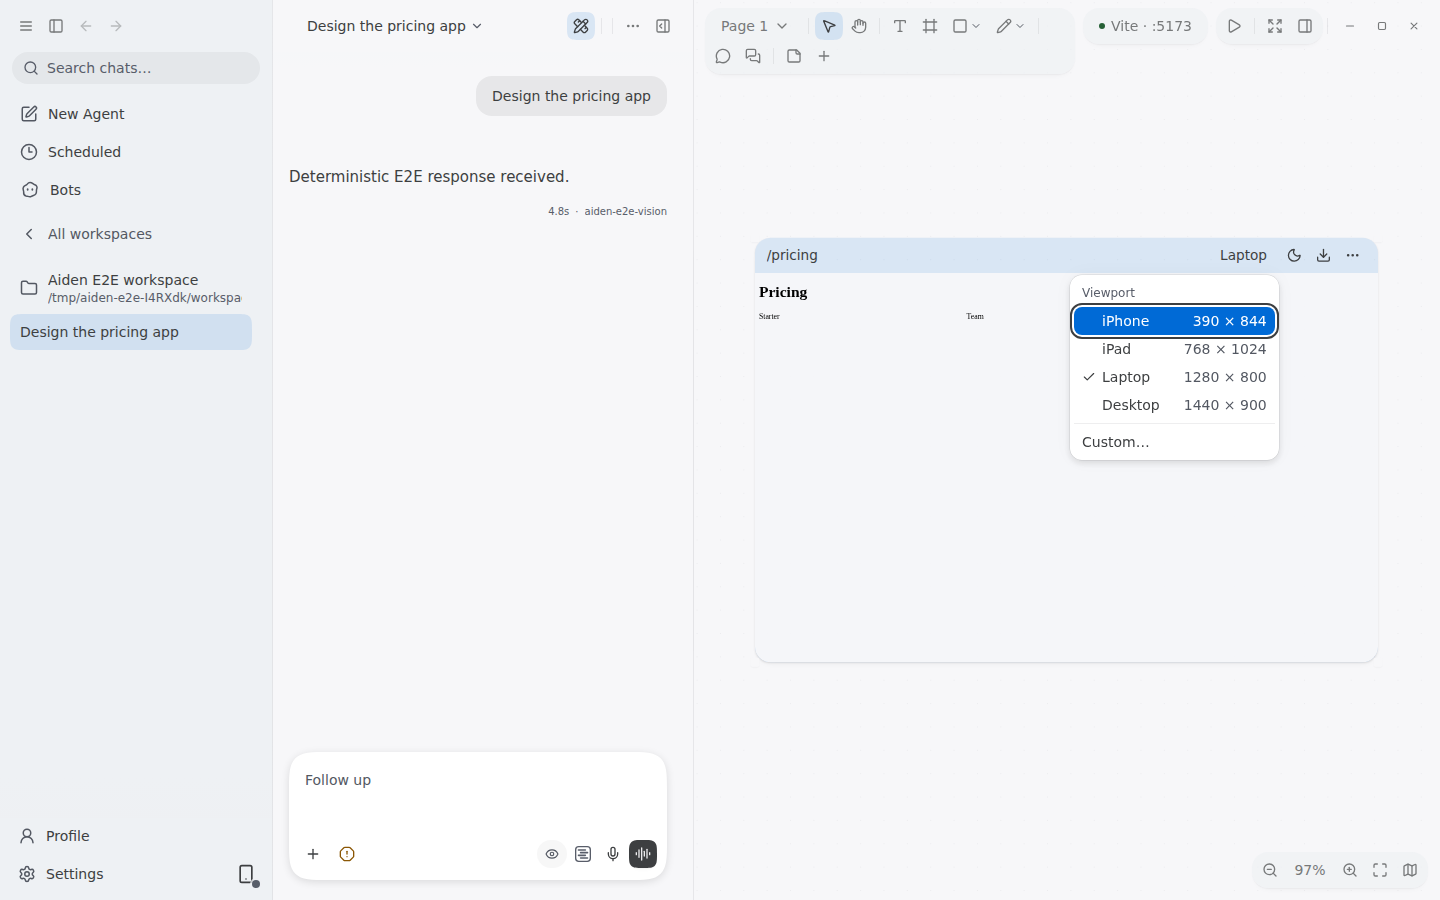 Search chats…
New Agent
Scheduled
Bots
All workspaces
Aiden E2E workspace
/tmp/aiden-e2e-I4RXdk/workspa
Design the pricing app
Profile
Settings
Design the pricing app
Design the pricing app
Deterministic E2E response received.
4.8s · aiden-e2e-vision
Follow up
Page 1
Vite · :5173
/pricing
Laptop
Pricing
Starter
Team
Viewport
iPhone 390 × 844
iPad 768 × 1024
Laptop 1280 × 800
Desktop 1440 × 900
Custom…
97%